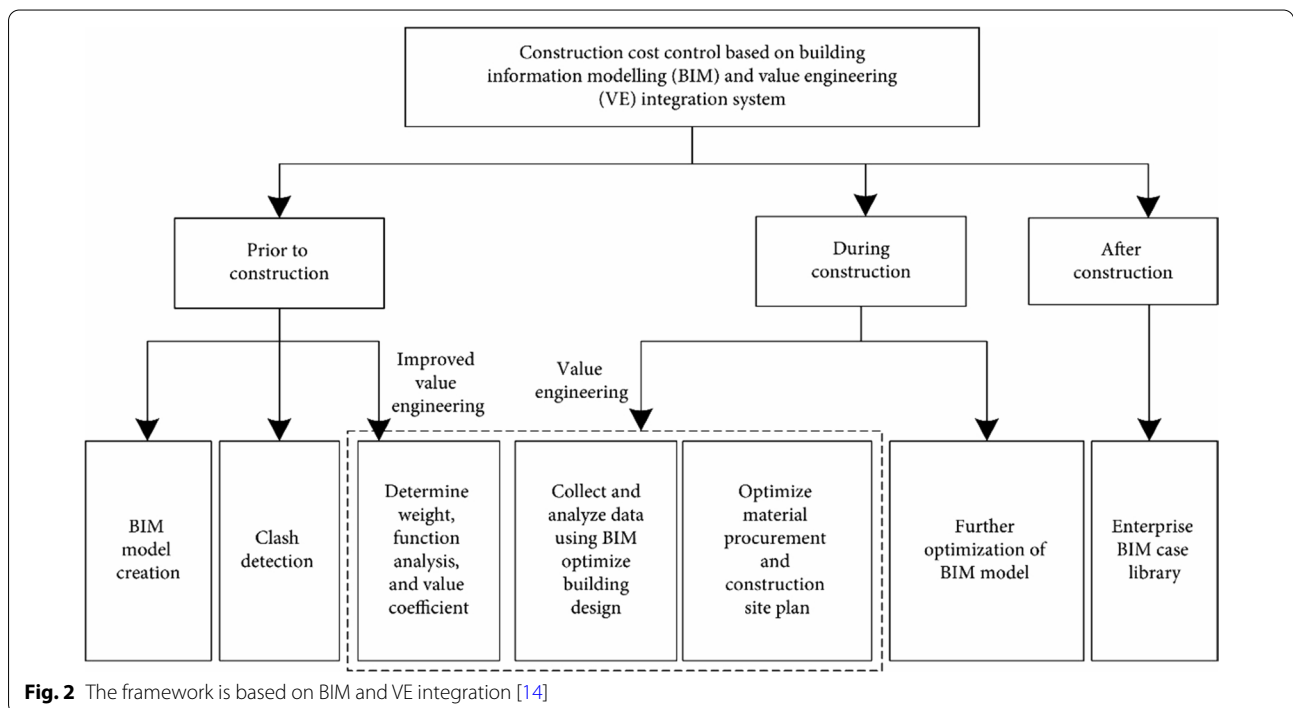 Construction cost control based on building
information modelling (BIM) and value engineering
(VE) integration system
Prior to
construction
During
construction
After
construction
Improved
value
engineering
Value
engineering
BIM
model
creation
Clash
detection
Determine
weight,
function
analysis,
and value
coefficient
Collect and
analyze data
using BIM
optimize
building
design
Optimize
material
procurement
and
construction
site plan
Further
optimization of
BIM model
Enterprise
BIM case
library
Fig. 2 The framework is based on BIM and VE integration [14]